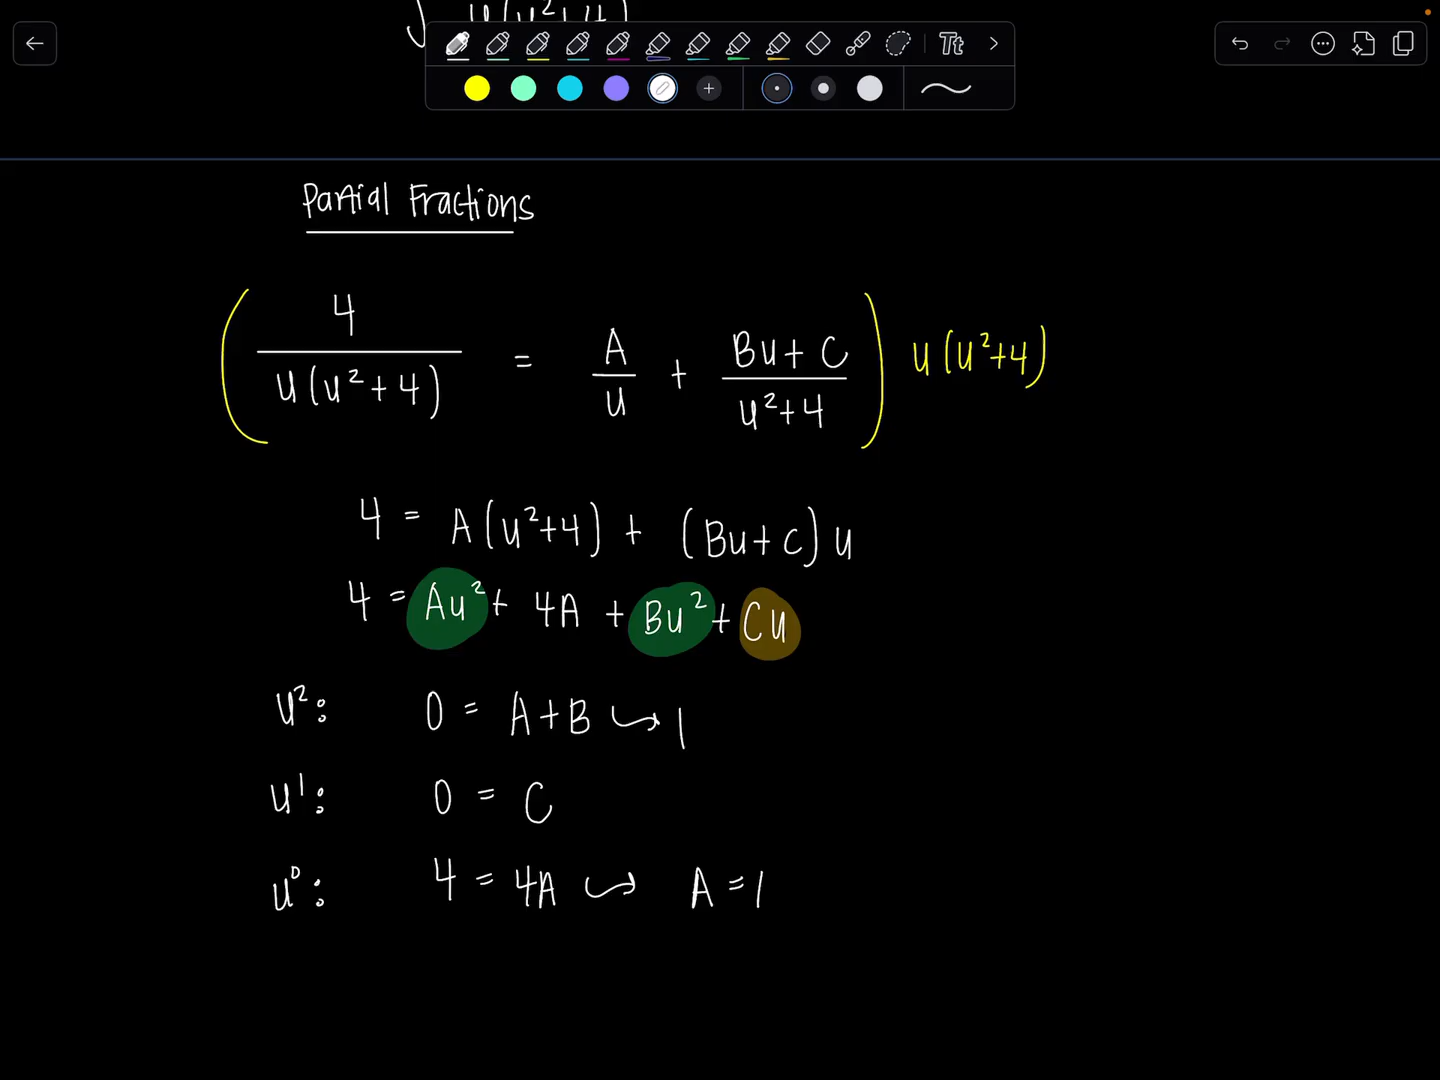 Tt
Partial Fractions
( 4 / u(u²+4) = A / u + Bu+C / u²+4 ) u(u²+4)
4 = A(u²+4) + (Bu+C)u
4 = Au² + 4A + Bu² + Cu
u²: 0 = A+B ↪ 1
u¹: 0 = C
u⁰: 4 = 4A ↪ A=1